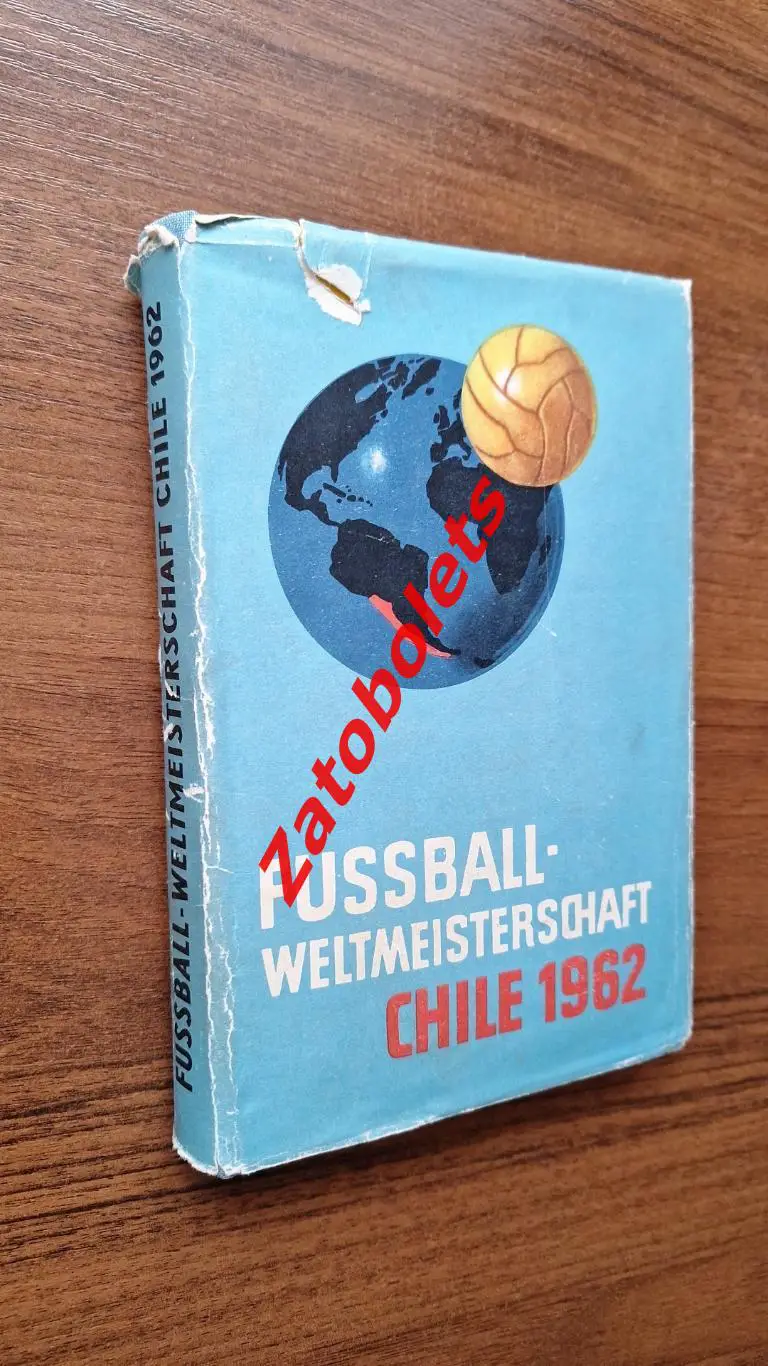 FUSSBALL-WELTMEISTERSCHAFT CHILE 1962
Zatobolets
FUSSBALL-
WELTMEISTERSCHAFT
CHILE 1962